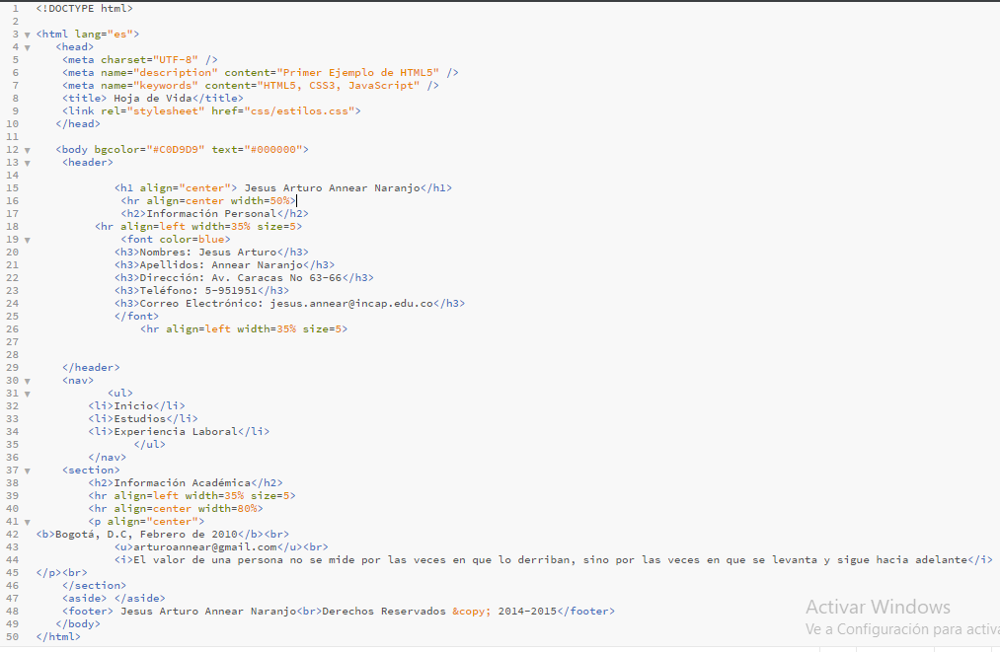 1 <!DOCTYPE html>
2
3 <html lang="es">
4 <head>
5 <meta charset="UTF-8" />
6 <meta name="description" content="Primer Ejemplo de HTML5" />
7 <meta name="keywords" content="HTML5, CSS3, JavaScript" />
8 <title> Hoja de Vida</title>
9 <link rel="stylesheet" href="css/estilos.css">
10 </head>
11
12 <body bgcolor="#C0D9D9" text="#000000">
13 <header>
14
15 <h1 align="center"> Jesus Arturo Annear Naranjo</h1>
16 <hr align=center width=50%>
17 <h2>Información Personal</h2>
18 <hr align=left width=35% size=5>
19 <font color=blue>
20 <h3>Nombres: Jesus Arturo</h3>
21 <h3>Apellidos: Annear Naranjo</h3>
22 <h3>Dirección: Av. Caracas No 63-66</h3>
23 <h3>Teléfono: 5-951951</h3>
24 <h3>Correo Electrónico: jesus.annear@incap.edu.co</h3>
25 </font>
26 <hr align=left width=35% size=5>
27
28
29 </header>
30 <nav>
31 <ul>
32 <li>Inicio</li>
33 <li>Estudios</li>
34 <li>Experiencia Laboral</li>
35 </ul>
36 </nav>
37 <section>
38 <h2>Información Académica</h2>
39 <hr align=left width=35% size=5>
40 <hr align=center width=80%>
41 <p align="center">
42 <b>Bogotá, D.C, Febrero de 2010</b><br>
43 <u>arturoannear@gmail.com</u><br>
44 <i>El valor de una persona no se mide por las veces en que lo derriban, sino por las veces en que se levanta y sigue hacia adelante</i>
45 </p><br>
46 </section>
47 <aside> </aside>
48 <footer> Jesus Arturo Annear Naranjo<br>Derechos Reservados &copy; 2014-2015</footer>
49 </body>
50 </html>
Activar Windows
Ve a Configuración para activa